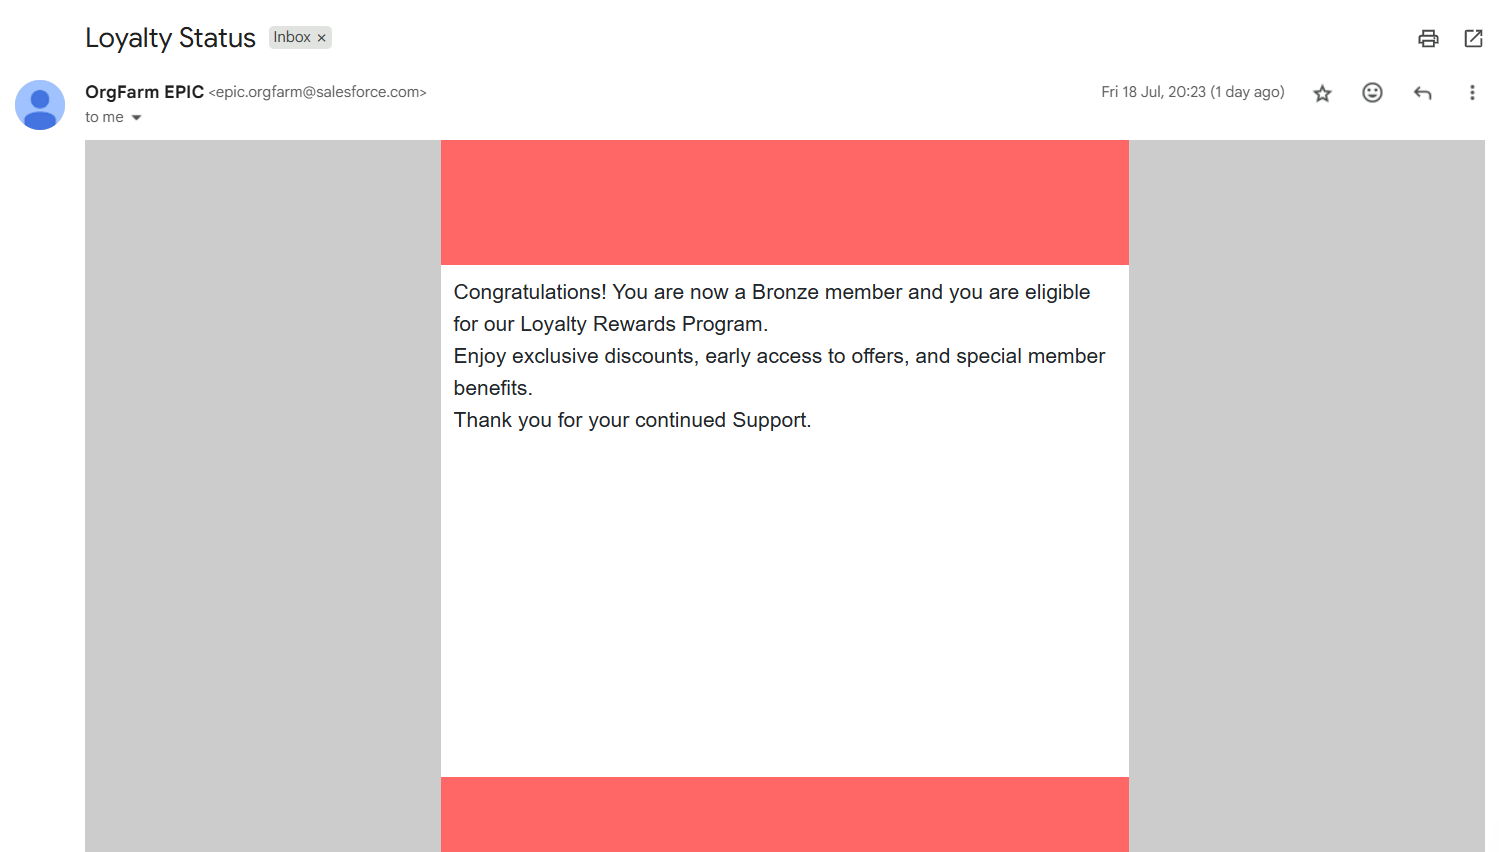 Loyalty Status Inbox ×
OrgFarm EPIC <epic.orgfarm@salesforce.com> Fri 18 Jul, 20:23 (1 day ago)
to me
Congratulations! You are now a Bronze member and you are eligible
for our Loyalty Rewards Program.
Enjoy exclusive discounts, early access to offers, and special member
benefits.
Thank you for your continued Support.